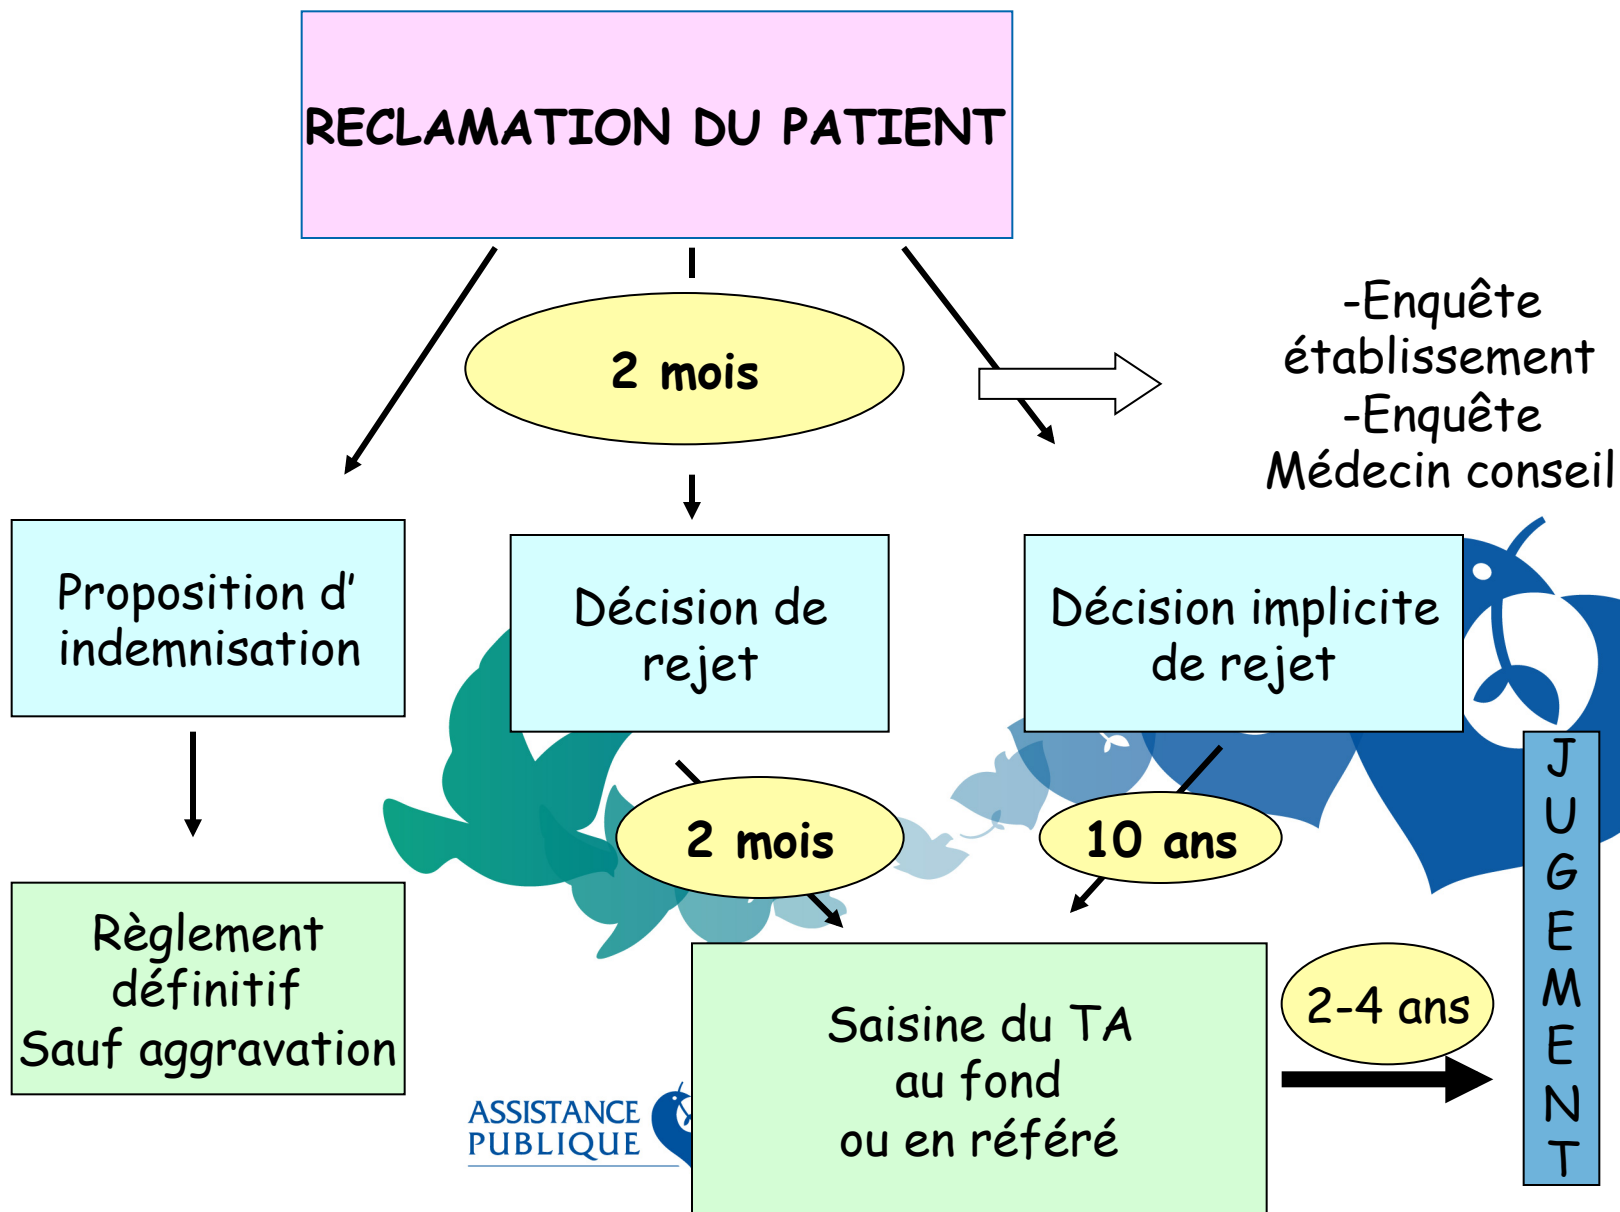 RECLAMATION DU PATIENT
2 mois
-Enquête
établissement
-Enquête
Médecin conseil
Proposition d'
indemnisation
Décision de
rejet
Décision implicite
de rejet
2 mois
10 ans
Règlement
définitif
Sauf aggravation
Saisine du TA
au fond
ou en référé
2-4 ans
J
U
G
E
M
E
N
T
ASSISTANCE
PUBLIQUE